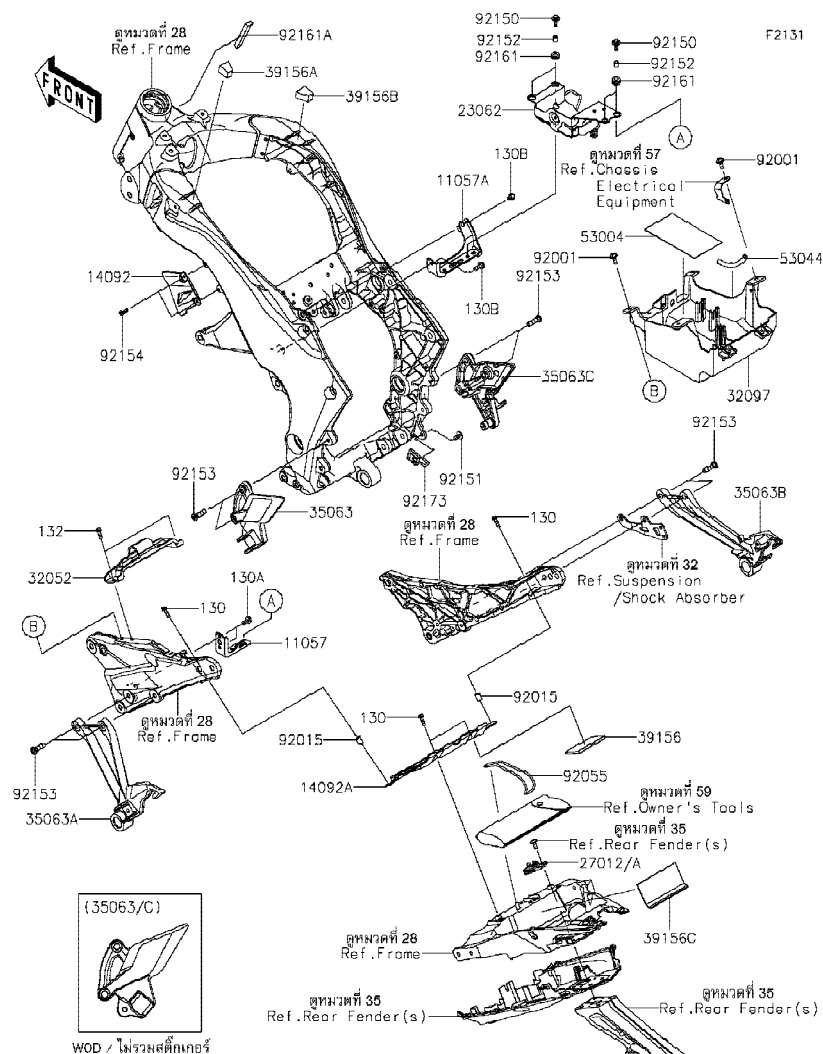 ดูหมวดที่ 28
Ref.Frame
92161A
39156A
39156B
FRONT
92150
92152
92161
23062
92150
92152
92161
F2131
A
ดูหมวดที่ 57
Ref.Chassis
Electrical
Equipment
92001
130B
11057A
53004
92001
53044
14092
92154
130B
92153
35063C
B
32097
92153
35063
92151
92173
92153
35063B
132
32052
ดูหมวดที่ 28
Ref.Frame
130
ดูหมวดที่ 32
Ref.Suspension
/Shock Absorber
130A
130
A
B
11057
ดูหมวดที่ 28
Ref.Frame
92015
130
92015
39156
92153
35063A
14092A
92055
ดูหมวดที่ 59
Ref.Owner's Tools
ดูหมวดที่ 35
Ref.Rear Fender(s)
27012/A
(35063/C)
39156C
ดูหมวดที่ 28
Ref.Frame
ดูหมวดที่ 35
Ref.Rear Fender(s)
ดูหมวดที่ 35
Ref.Rear Fender(s)
WOD / ไม่รวมสติ๊กเกอร์